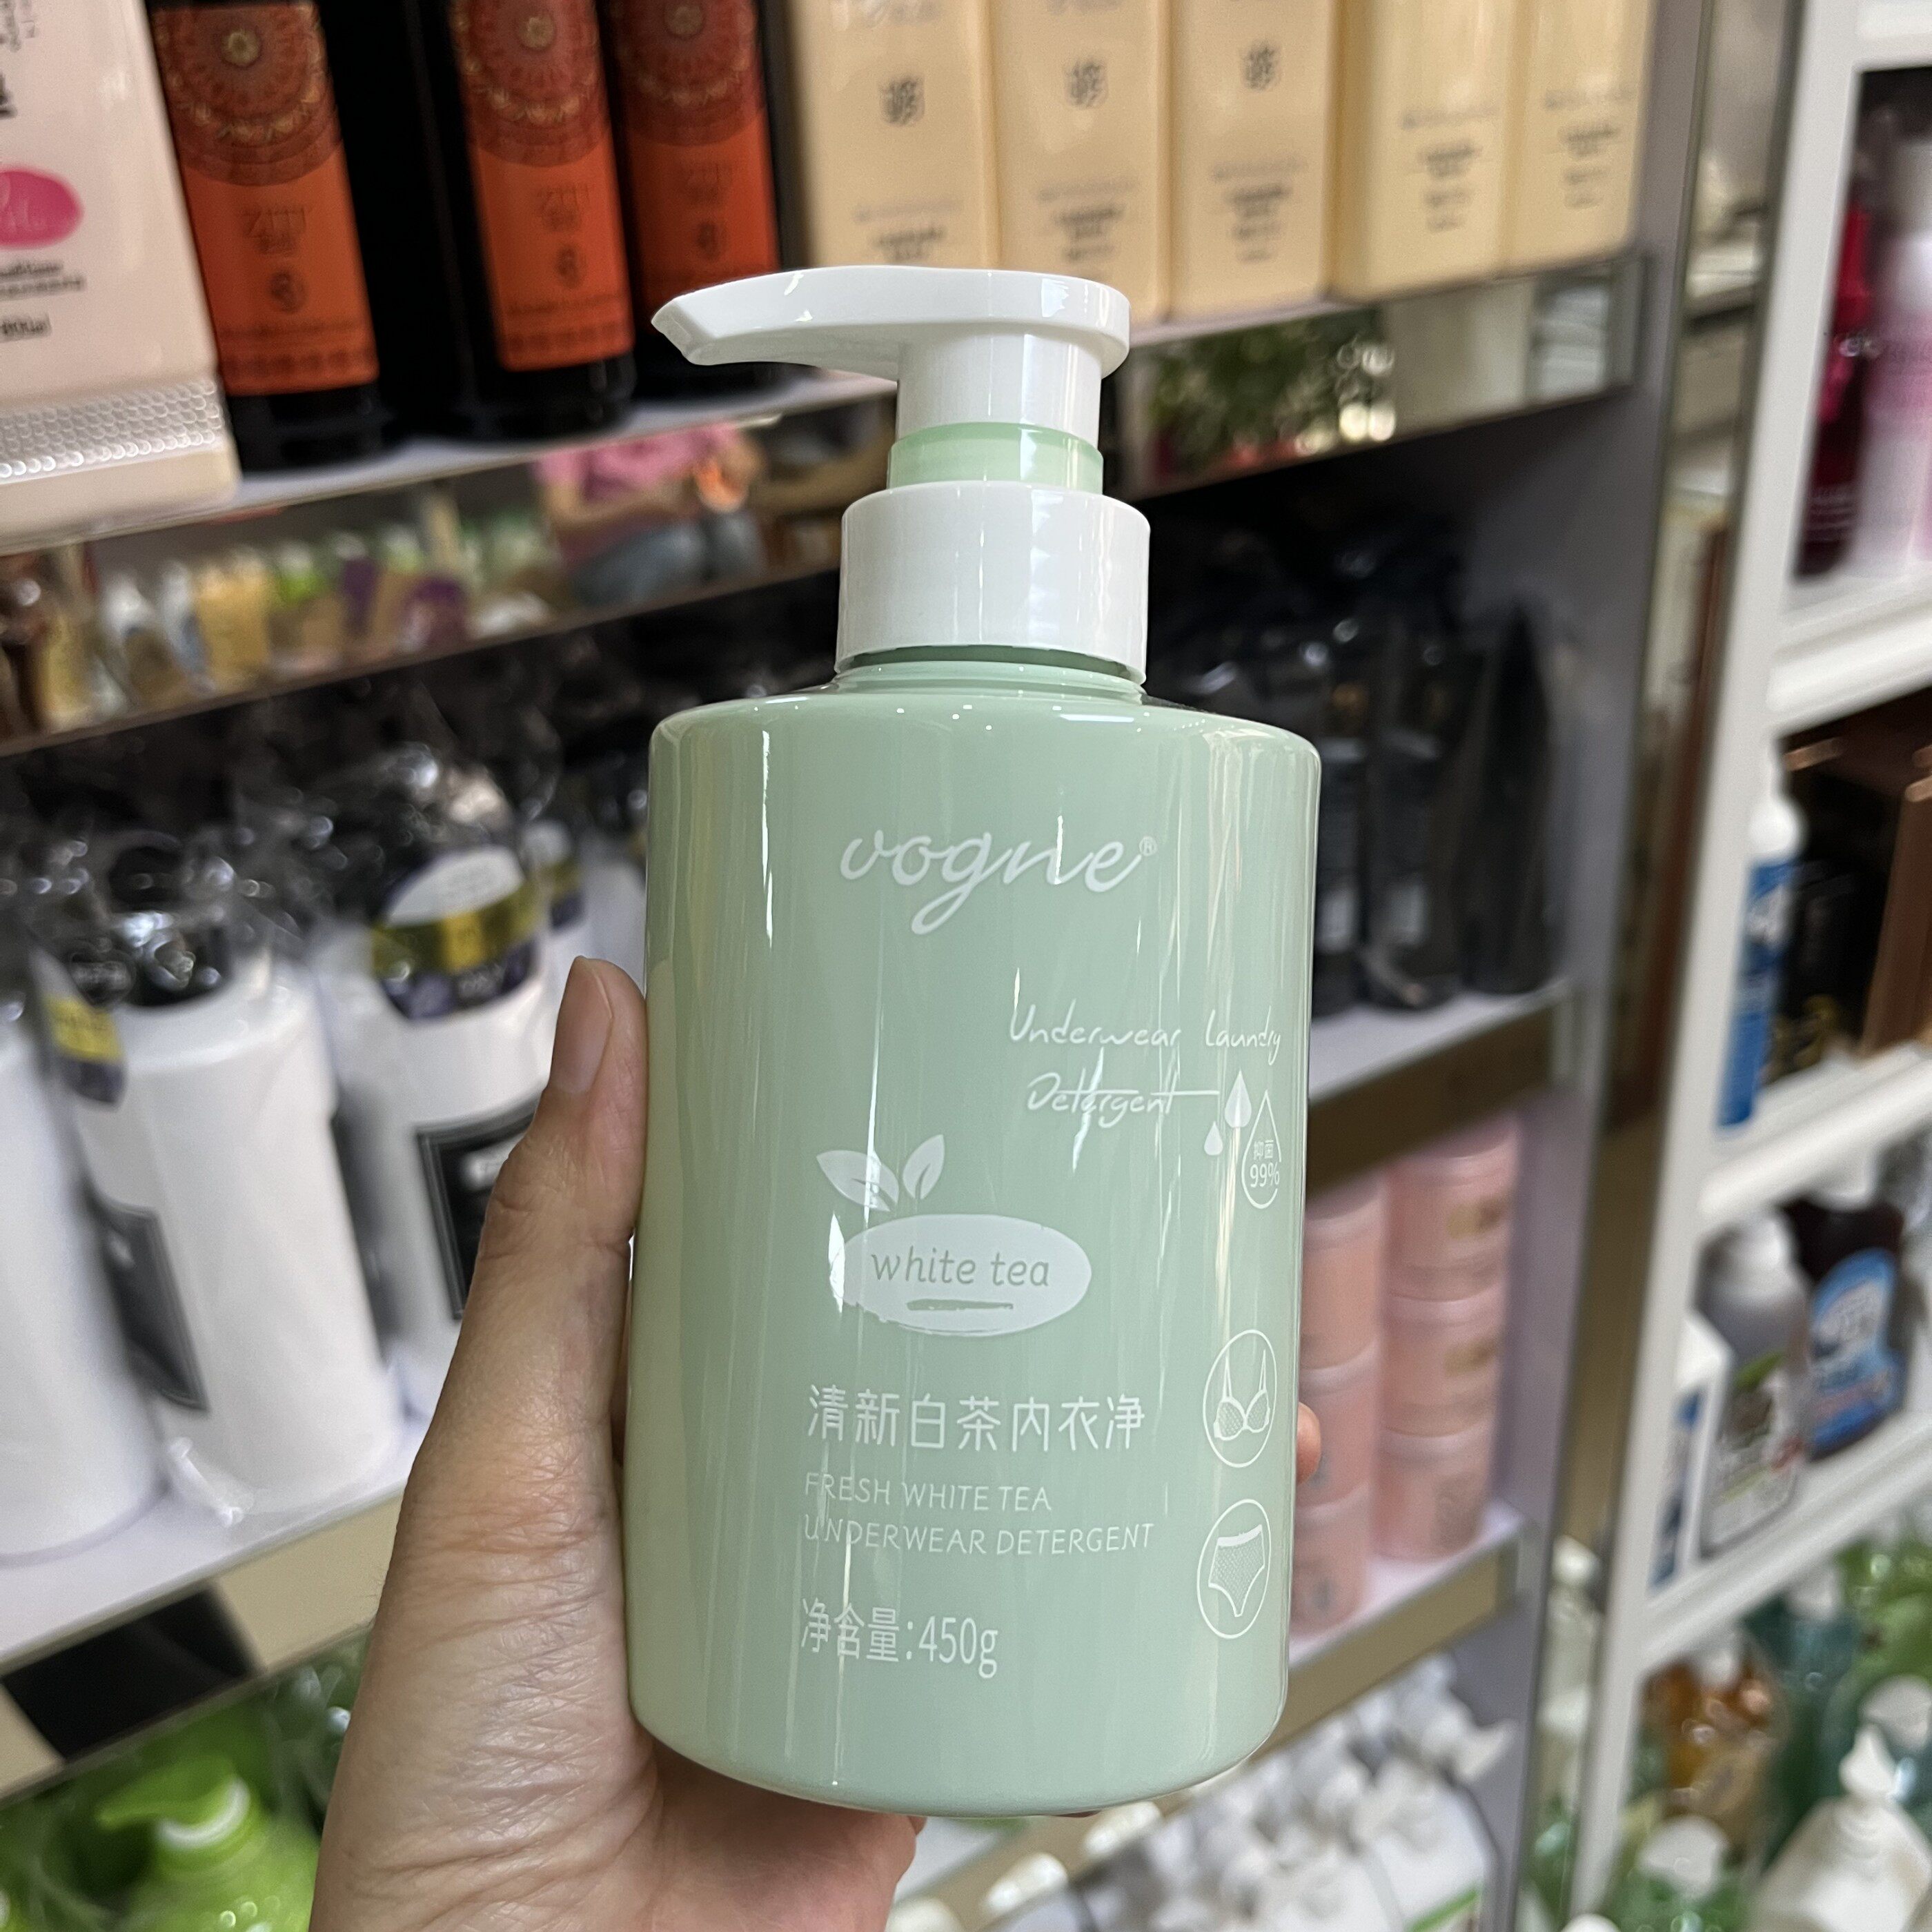 vogne®
Underwear Laundry
Detergent
抑菌
99%
white tea
清新白茶内衣净
FRESH WHITE TEA
UNDERWEAR DETERGENT
净含量:450g